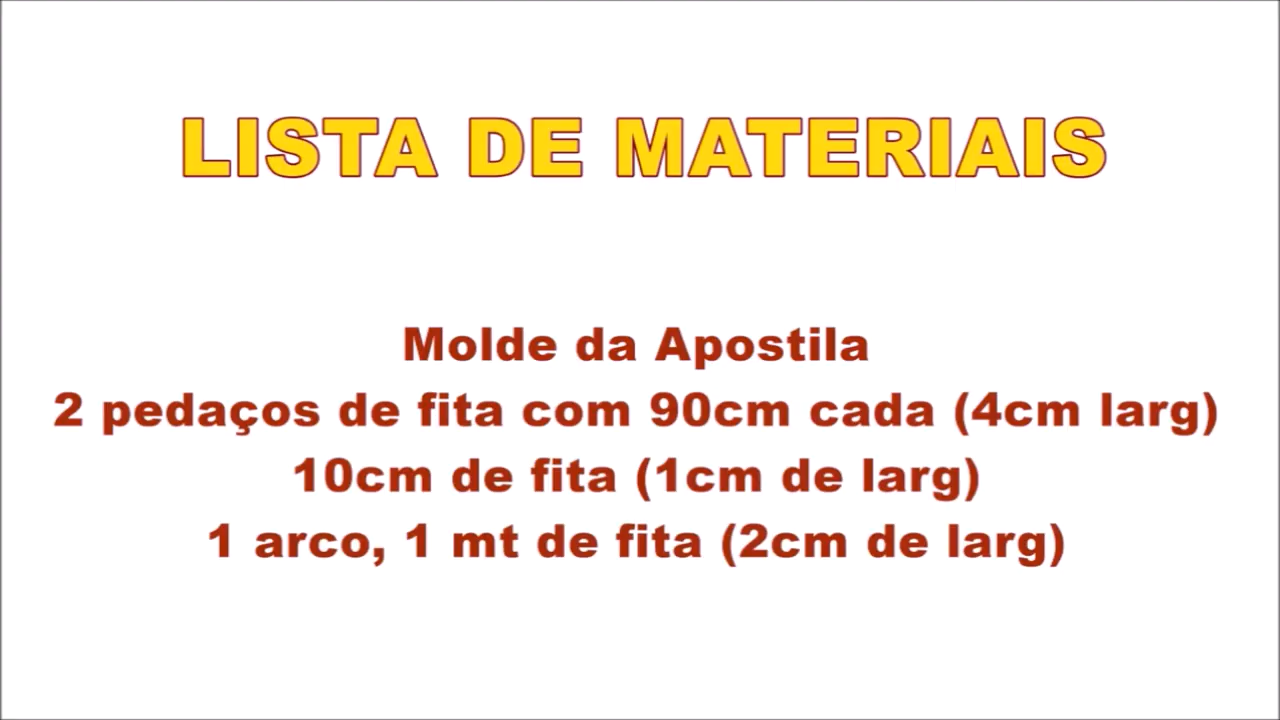 LISTA DE MATERIAIS
Molde da Apostila
2 pedaços de fita com 90cm cada (4cm larg)
10cm de fita (1cm de larg)
1 arco, 1 mt de fita (2cm de larg)